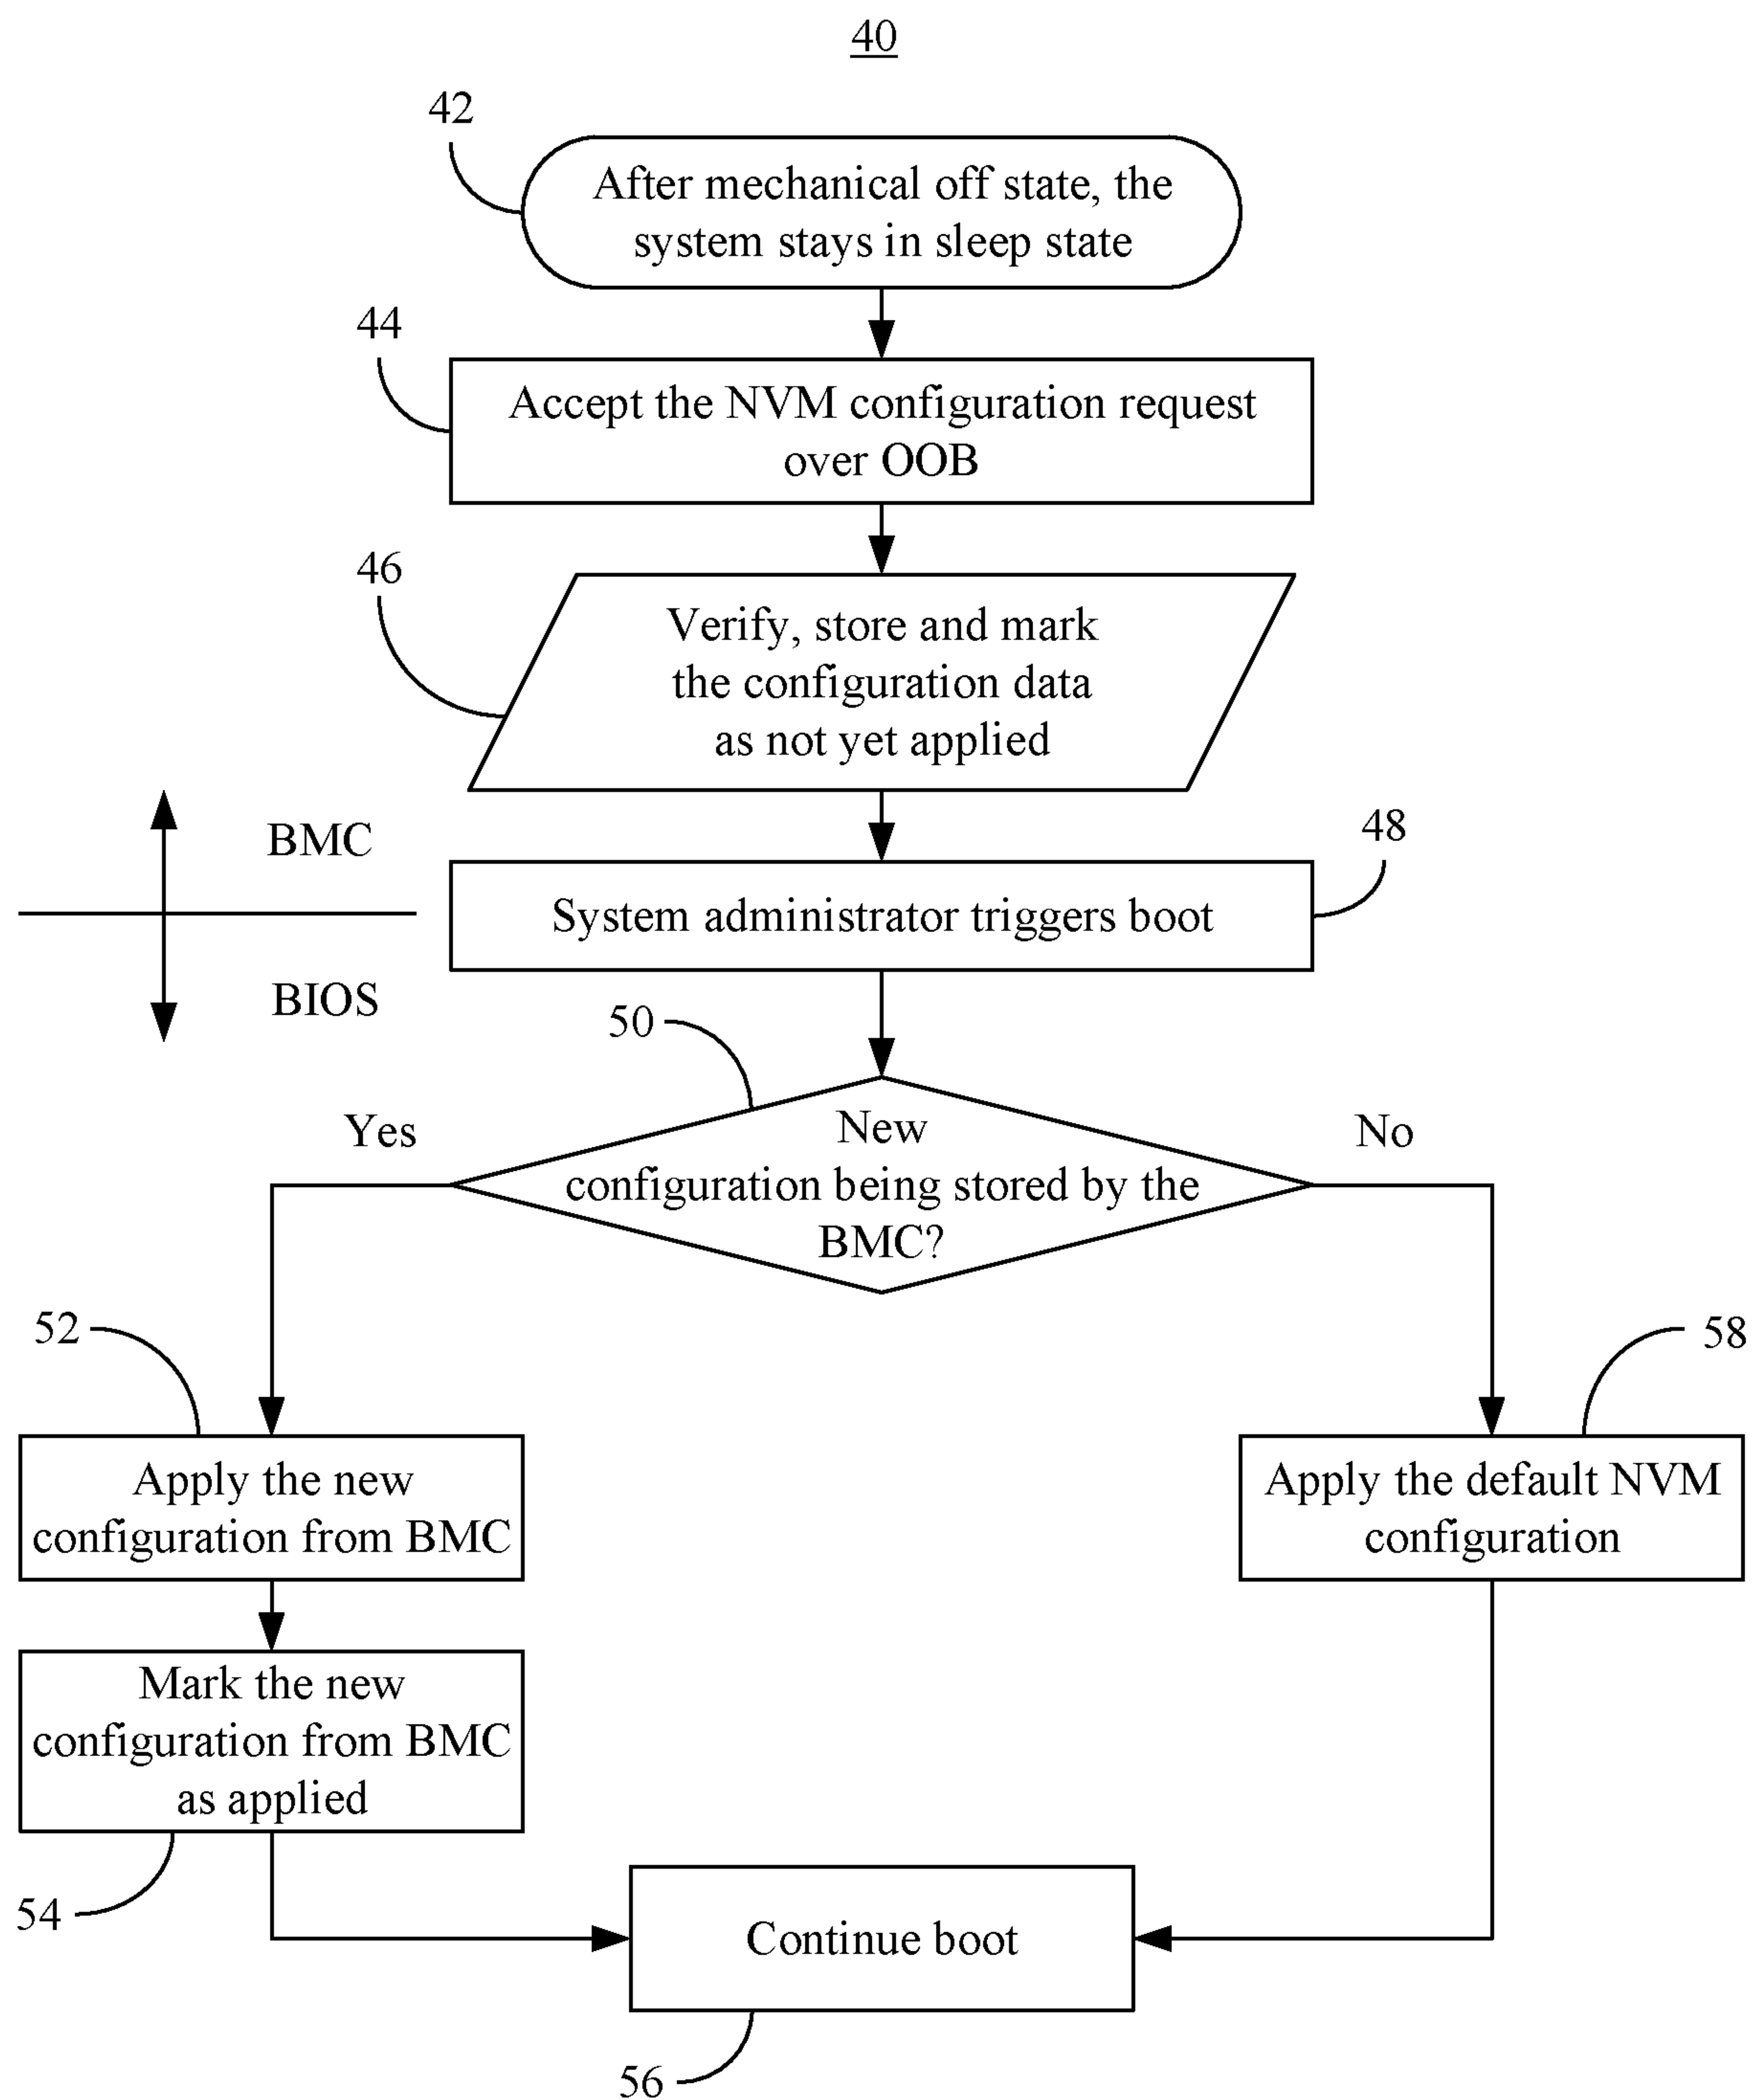 40
42
After mechanical off state, the
system stays in sleep state
44
Accept the NVM configuration request
over OOB
46
Verify, store and mark
the configuration data
as not yet applied
BMC
48
System administrator triggers boot
BIOS
50
Yes
New
configuration being stored by the
BMC?
No
52
58
Apply the new
configuration from BMC
Apply the default NVM
configuration
Mark the new
configuration from BMC
as applied
54
Continue boot
56